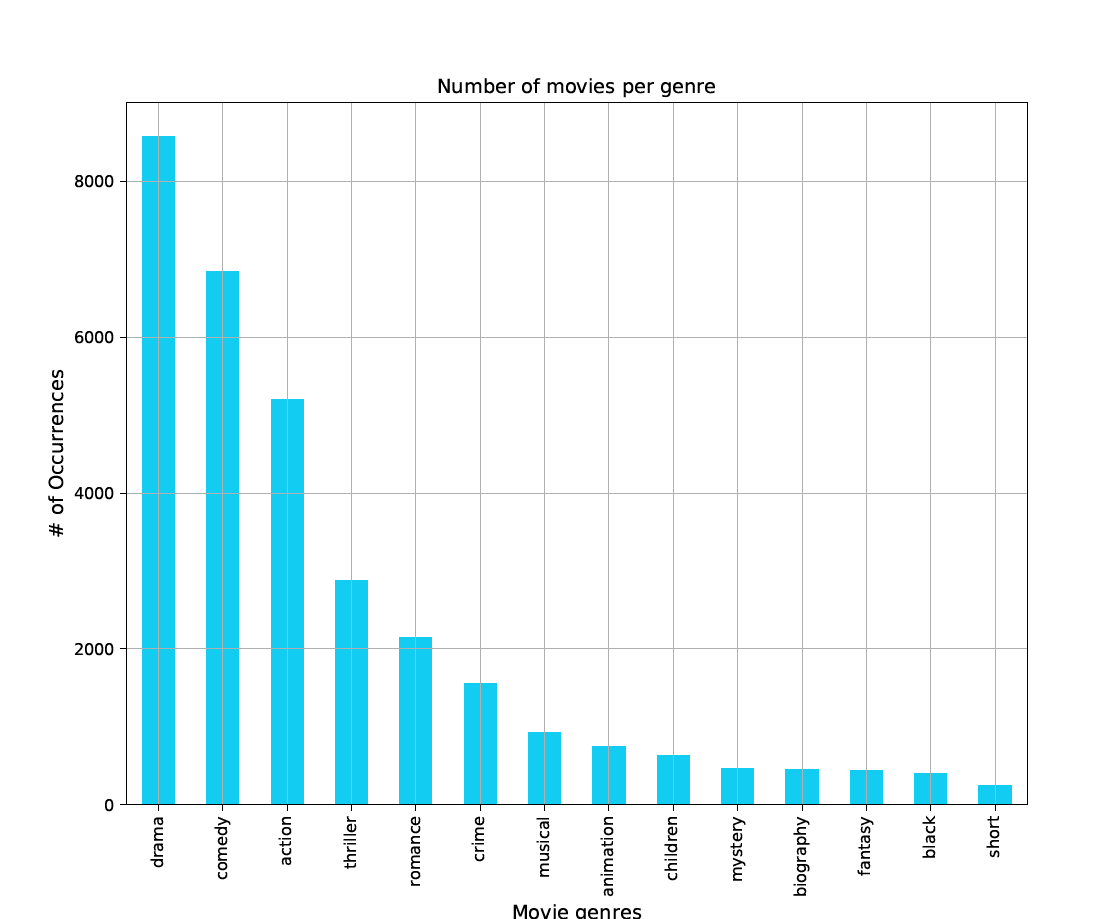 Number of movies per genre
# of Occurrences
8000
6000
4000
2000
0
drama
comedy
action
thriller
romance
crime
musical
animation
children
mystery
biography
fantasy
black
short
Movie genres